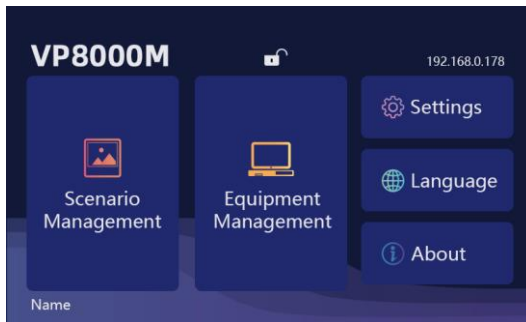 VP8000M
192.168.0.178
Scenario
Management
Equipment
Management
Settings
Language
About
Name